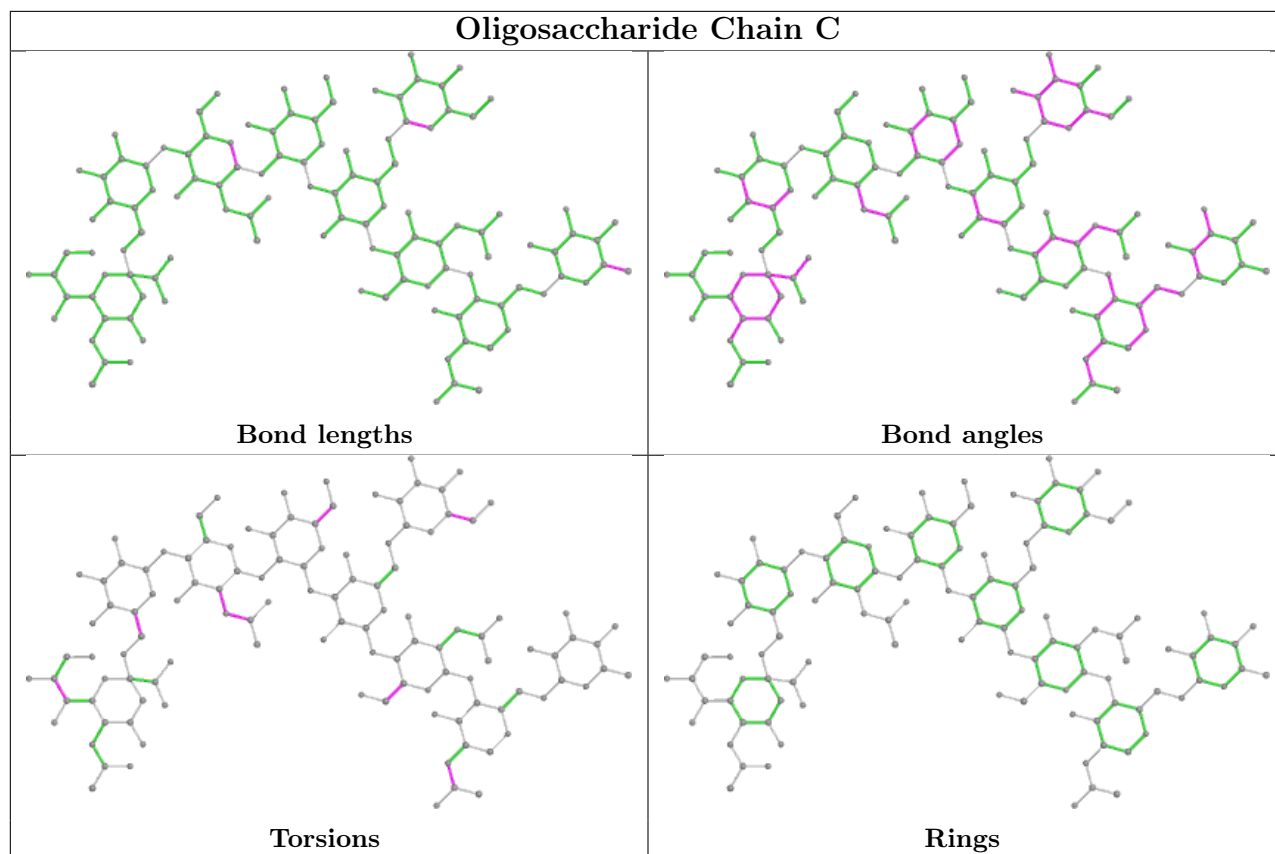 Oligosaccharide Chain C
Bond lengths
Bond angles
Torsions
Rings